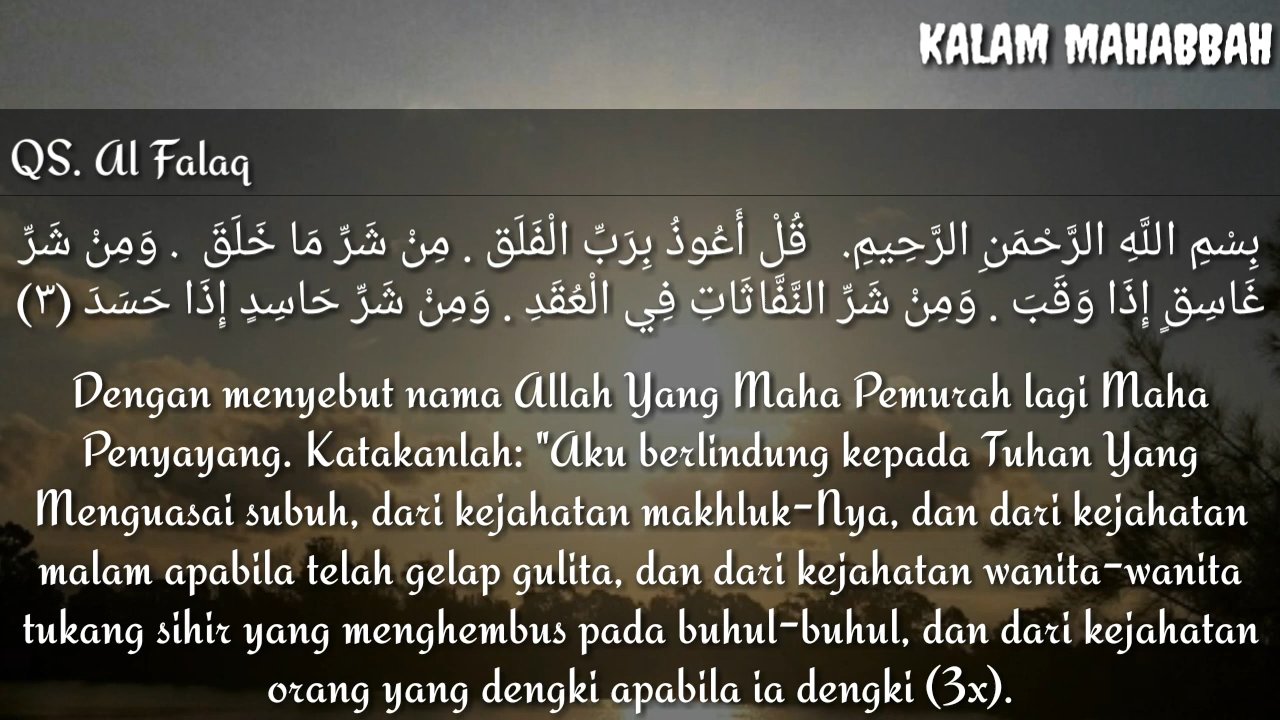 KALAM MAHABBAH
QS. Al Falaq
بِسْمِ اللَّهِ الرَّحْمَنِ الرَّحِيمِ. قُلْ أَعُوذُ بِرَبِّ الْفَلَقِ . مِنْ شَرِّ مَا خَلَقَ . وَمِنْ شَرِّ
غَاسِقٍ إِذَا وَقَبَ . وَمِنْ شَرِّ النَّفَّاثَاتِ فِي الْعُقَدِ . وَمِنْ شَرِّ حَاسِدٍ إِذَا حَسَدَ (٣)
Dengan menyebut nama Allah Yang Maha Pemurah lagi Maha
Penyayang. Katakanlah: "Aku berlindung kepada Tuhan Yang
Menguasai subuh, dari kejahatan makhluk-Nya, dan dari kejahatan
malam apabila telah gelap gulita, dan dari kejahatan wanita-wanita
tukang sihir yang menghembus pada buhul-buhul, dan dari kejahatan
orang yang dengki apabila ia dengki (3x).